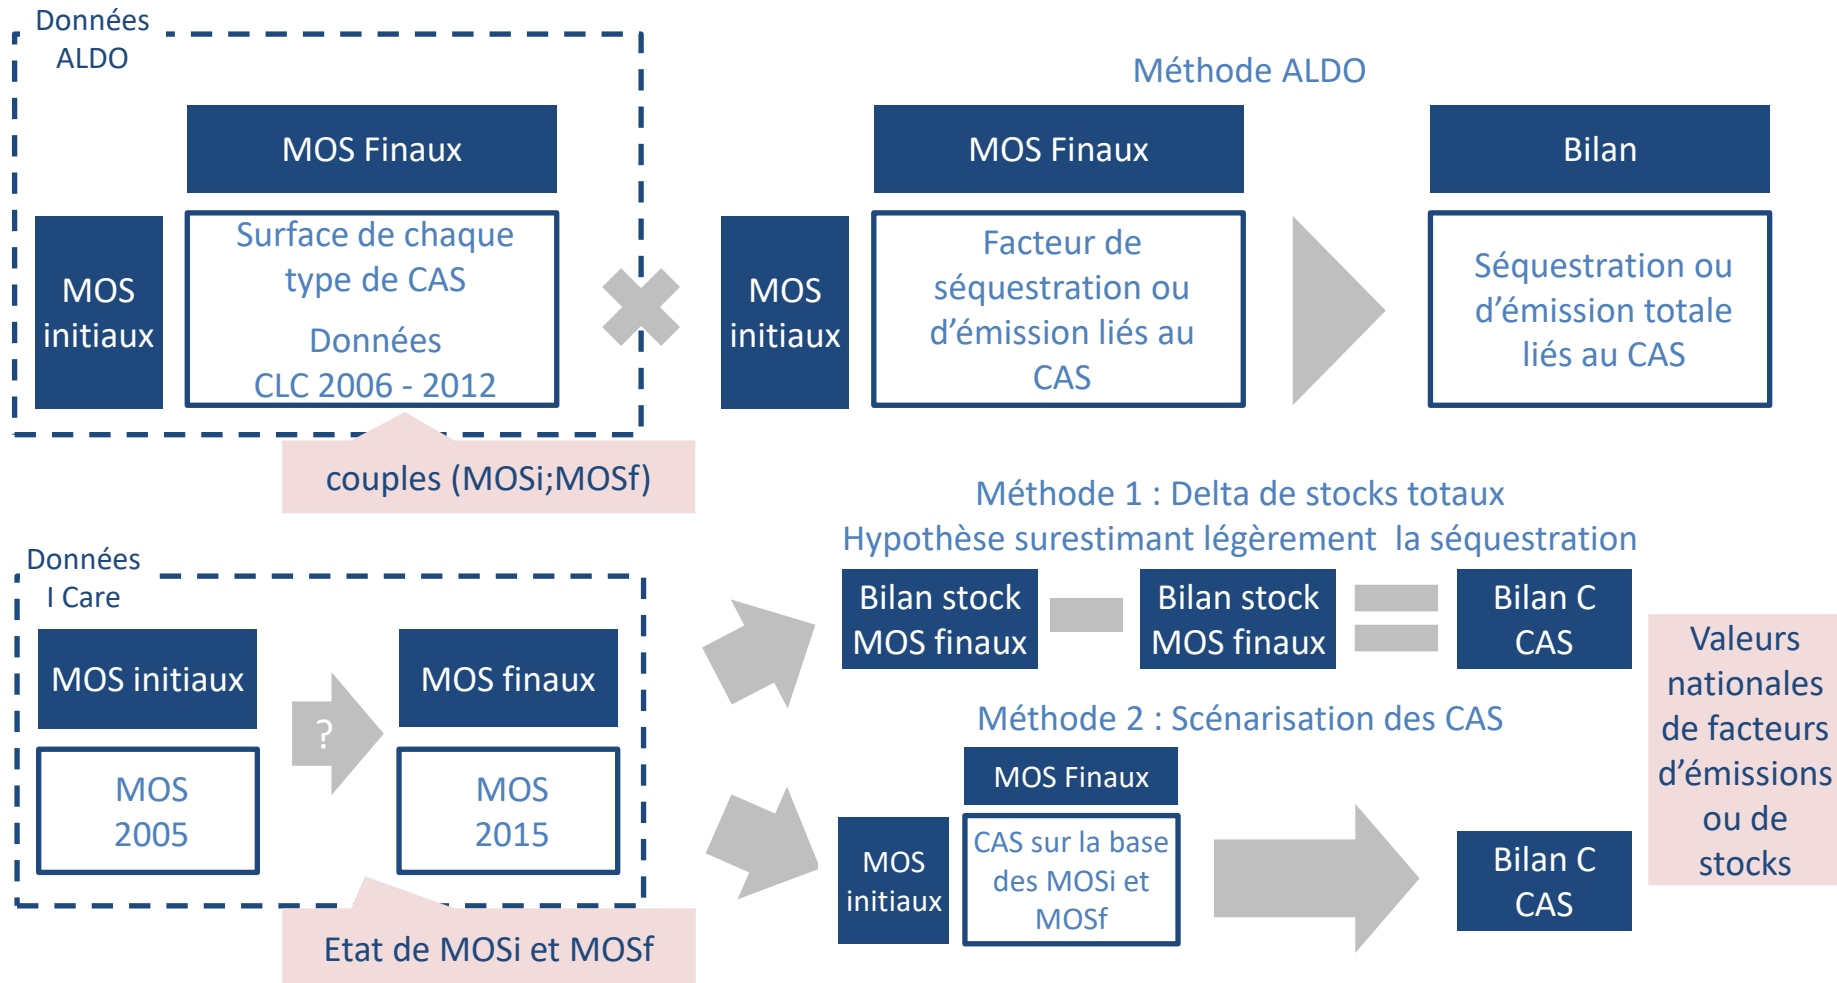 Données
ALDO
MOS Finaux
MOS
initiaux
Surface de chaque
type de CAS
Données
CLC 2006 - 2012
couples (MOSi;MOSf)
Méthode ALDO
MOS Finaux
MOS
initiaux
Facteur de
séquestration ou
d’émission liés au
CAS
Bilan
Séquestration ou
d’émission totale
liés au CAS
Données
I Care
MOS initiaux
?
MOS finaux
MOS
2005
MOS
2015
Etat de MOSi et MOSf
Méthode 1 : Delta de stocks totaux
Hypothèse surestimant légèrement la séquestration
Bilan stock
MOS finaux
Bilan stock
MOS finaux
Bilan C
CAS
Méthode 2 : Scénarisation des CAS
MOS Finaux
MOS
initiaux
CAS sur la base
des MOSi et
MOSf
Bilan C
CAS
Valeurs
nationales
de facteurs
d’émissions
ou de
stocks